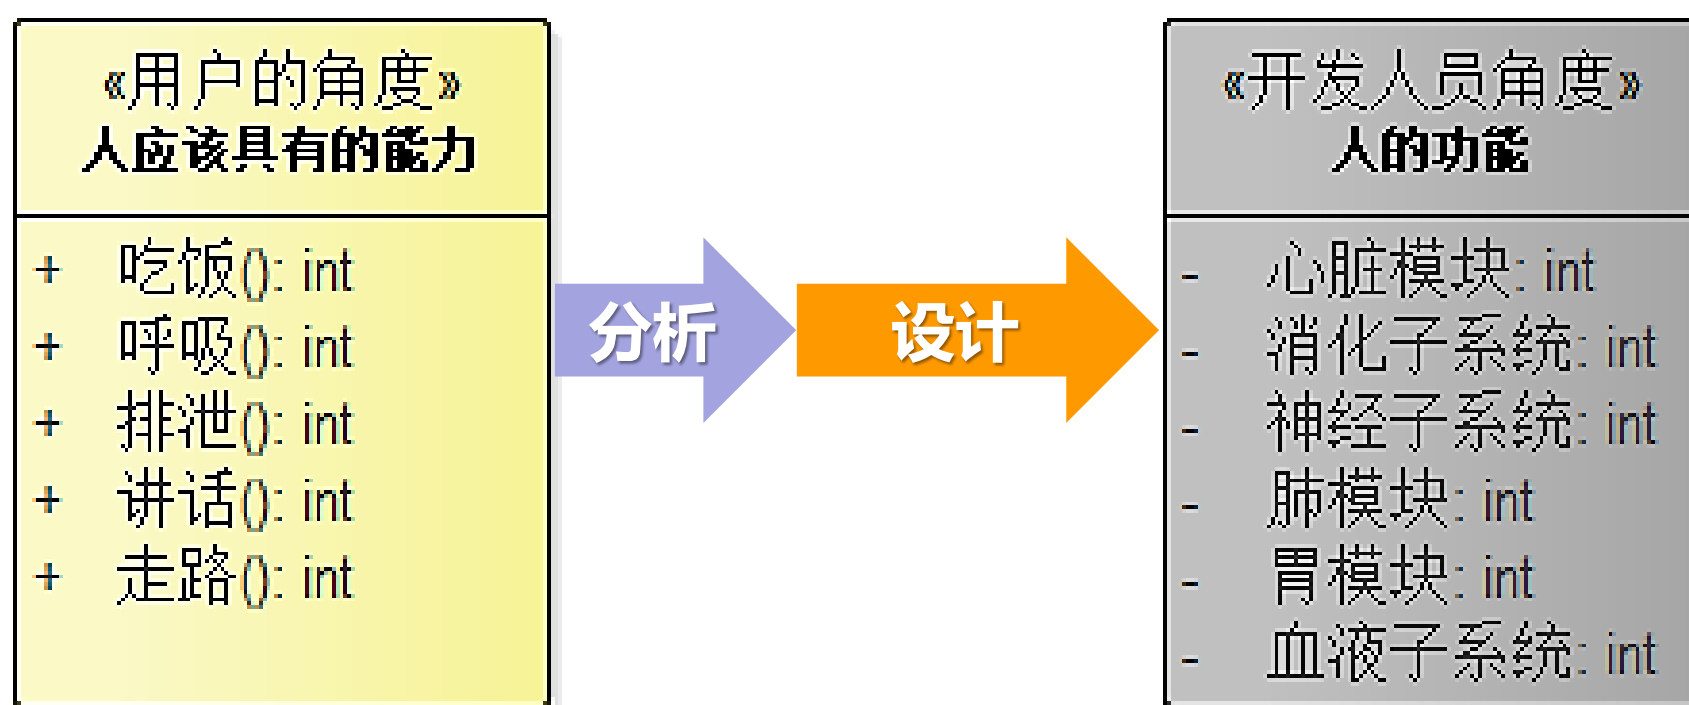 «用户的角度»
人应该具有的能力
+ 吃饭(): int
+ 呼吸(): int
+ 排泄(): int
+ 讲话(): int
+ 走路(): int
分析
设计
«开发人员角度»
人的功能
- 心脏模块: int
- 消化子系统: int
- 神经子系统: int
- 肺模块: int
- 胃模块: int
- 血液子系统: int